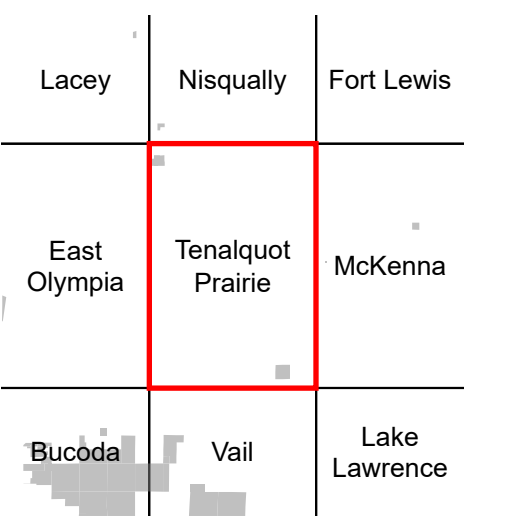 Lacey
Nisqually
Fort Lewis
East
Olympia
Tenalquot
Prairie
McKenna
Bucoda
Vail
Lake
Lawrence